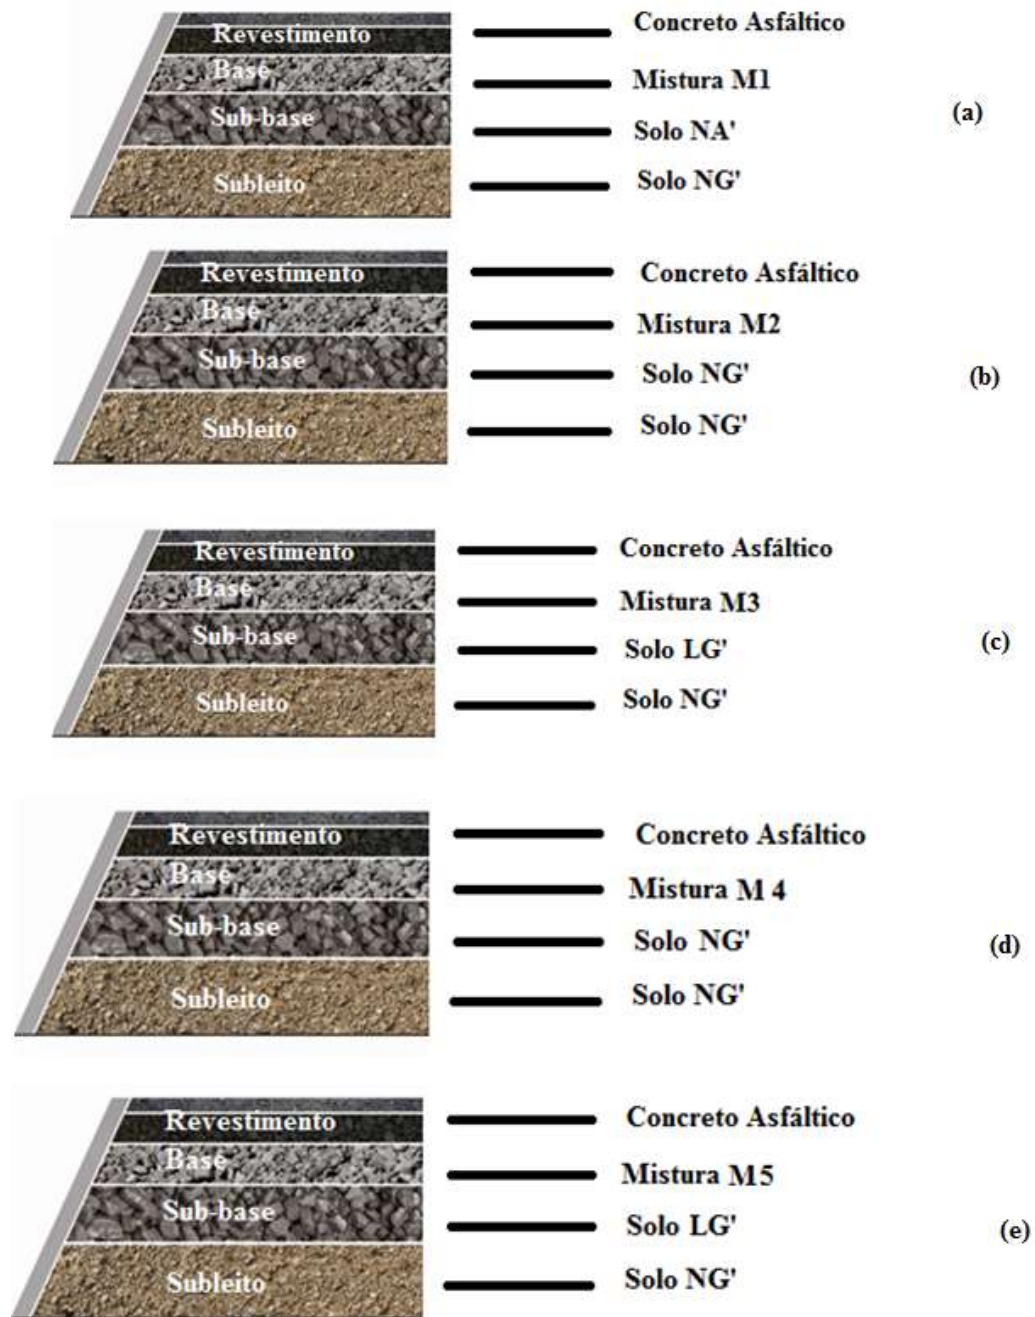 Revestimento Concreto Asfáltico
Base Mistura M1
Sub-base Solo NA'
Subleito Solo NG'
(a)
Revestimento Concreto Asfáltico
Base Mistura M2
Sub-base Solo NG'
Subleito Solo NG'
(b)
Revestimento Concreto Asfáltico
Base Mistura M3
Sub-base Solo LG'
Subleito Solo NG'
(c)
Revestimento Concreto Asfáltico
Base Mistura M 4
Sub-base Solo NG'
Subleito Solo NG'
(d)
Revestimento Concreto Asfáltico
Base Mistura M5
Sub-base Solo LG'
Subleito Solo NG'
(e)